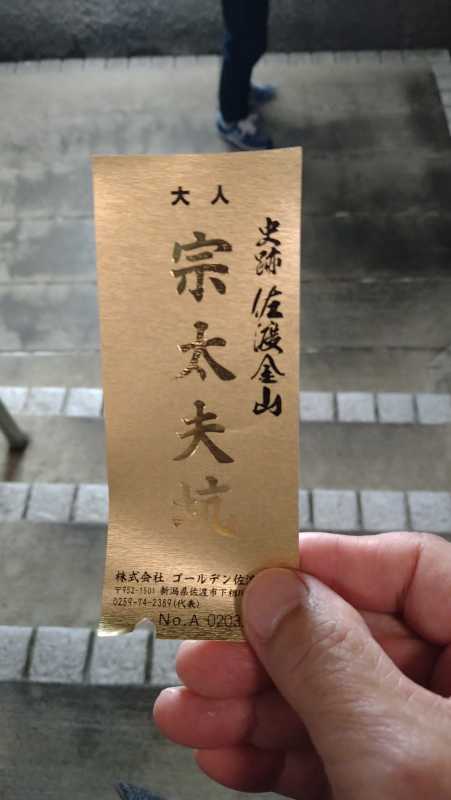 大人
史跡 佐渡金山
宗太夫坑
株式会社 ゴールデン佐渡
〒952-1501 新潟県佐渡市下相川
0259-74-2389(代表)
No.A 0203